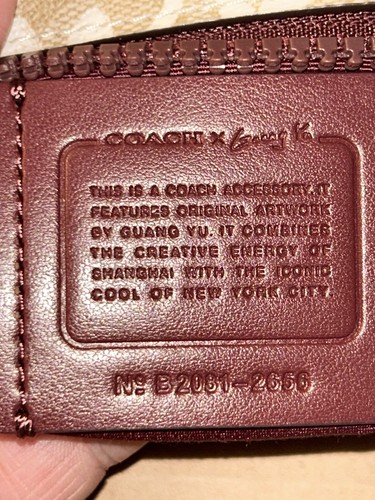 COACH X Guang Yu
THIS IS A COACH ACCESSORY. IT
FEATURES ORIGINAL ARTWORK
BY GUANG YU. IT COMBINES
THE CREATIVE ENERGY OF
SHANGHAI WITH THE ICONIC
COOL OF NEW YORK CITY.
Nº B2081-2656